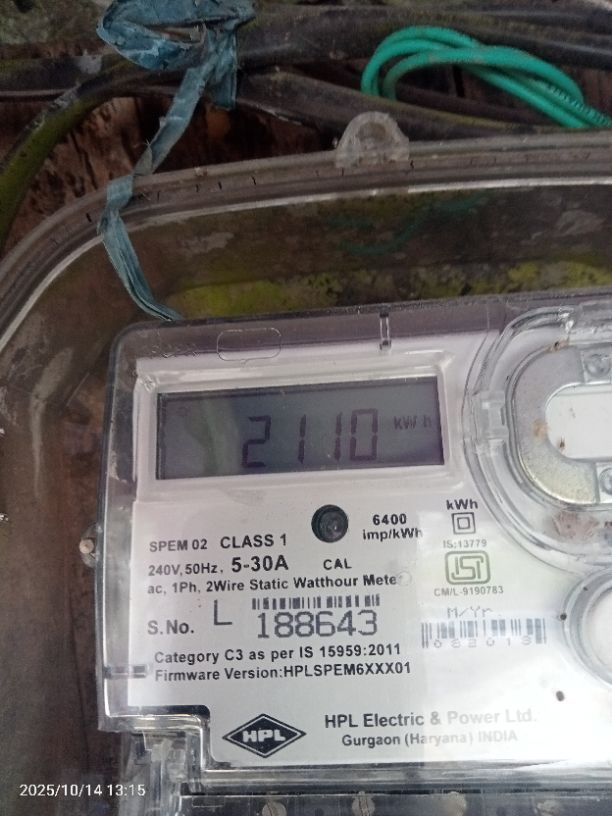 2110 kWh
6400
imp/kWh
kWh
IS:13779
SPEM 02 CLASS 1
240V,50Hz, 5-30A CAL
ac, 1Ph, 2Wire Static Watthour Meter
CM/L-9190783
M/Yr.
S.No. L 188643
082018
Category C3 as per IS 15959:2011
Firmware Version:HPLSPEM6XXX01
HPL
HPL Electric & Power Ltd.
Gurgaon (Haryana) INDIA
2025/10/14 13:15